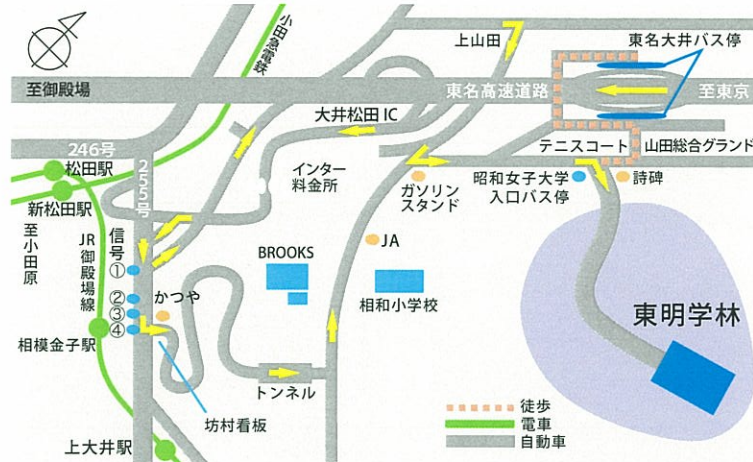 小田急電鉄
上山田
東名大井バス停
至御殿場
東名高速道路
至東京
大井松田IC
246号
松田駅
255号
インター
料金所
テニスコート
山田総合グランド
新松田駅
ガソリン
スタンド
昭和女子大学
入口バス停
詩碑
至小田原
JR御殿場線
信号
①
②
③
④
BROOKS
JA
かつや
相和小学校
東明学林
相模金子駅
トンネル
坊村看板
上大井駅
徒歩
電車
自動車